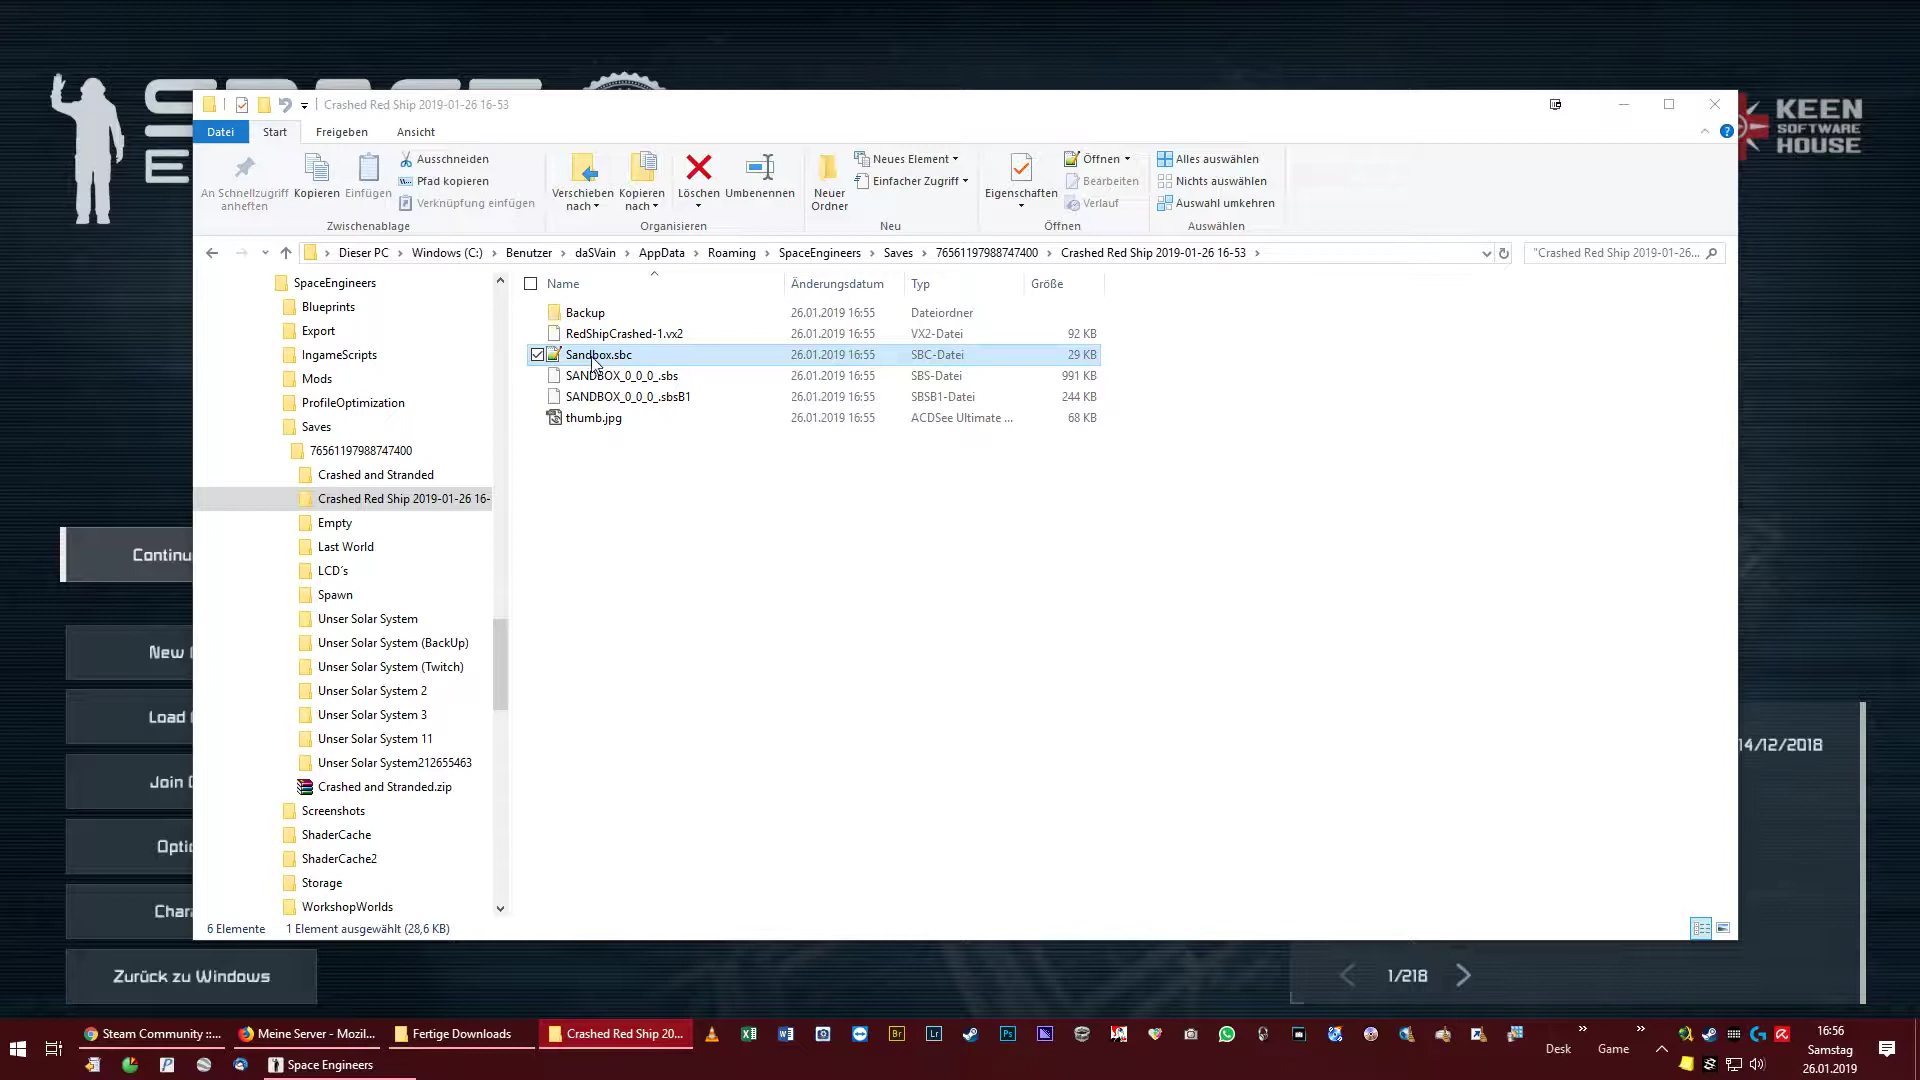 Crashed Red Ship 2019-01-26 16-53
KEEN
SOFTWARE
HOUSE
Datei
Start
Freigeben
Ansicht
An Schnellzugriff
anheften
Kopieren
Einfügen
Ausschneiden
Pfad kopieren
Verknüpfung einfügen
Zwischenablage
Verschieben
nach
Kopieren
nach
Löschen
Umbenennen
Organisieren
Neuer
Ordner
Neues Element
Einfacher Zugriff
Neu
Eigenschaften
Öffnen
Bearbeiten
Verlauf
Öffnen
Alles auswählen
Nichts auswählen
Auswahl umkehren
Auswählen
Dieser PC > Windows (C:) > Benutzer > daSVain > AppData > Roaming > SpaceEngineers > Saves > 76561197988747400 > Crashed Red Ship 2019-01-26 16-53 >
"Crashed Red Ship 2019-01-26...
SpaceEngineers
Blueprints
Export
IngameScripts
Mods
ProfileOptimization
Saves
76561197988747400
Crashed and Stranded
Crashed Red Ship 2019-01-26 16-
Empty
Last World
LCD´s
Spawn
Unser Solar System
Unser Solar System (BackUp)
Unser Solar System (Twitch)
Unser Solar System 2
Unser Solar System 3
Unser Solar System 11
Unser Solar System212655463
Crashed and Stranded.zip
Screenshots
ShaderCache
ShaderCache2
Storage
WorkshopWorlds
Name Änderungsdatum Typ Größe
Backup 26.01.2019 16:55 Dateiordner
RedShipCrashed-1.vx2 26.01.2019 16:55 VX2-Datei 92 KB
Sandbox.sbc 26.01.2019 16:55 SBC-Datei 29 KB
SANDBOX_0_0_0_.sbs 26.01.2019 16:55 SBS-Datei 991 KB
SANDBOX_0_0_0_.sbsB1 26.01.2019 16:55 SBSB1-Datei 244 KB
thumb.jpg 26.01.2019 16:55 ACDSee Ultimate ... 68 KB
6 Elemente 1 Element ausgewählt (28,6 KB)
Continu
New
Load
Join
Opti
Char
Zurück zu Windows
14/12/2018
1/218
Steam Community ::...
Meine Server - Mozil...
Fertige Downloads
Crashed Red Ship 20...
Space Engineers
Desk
Game
16:56
Samstag
26.01.2019